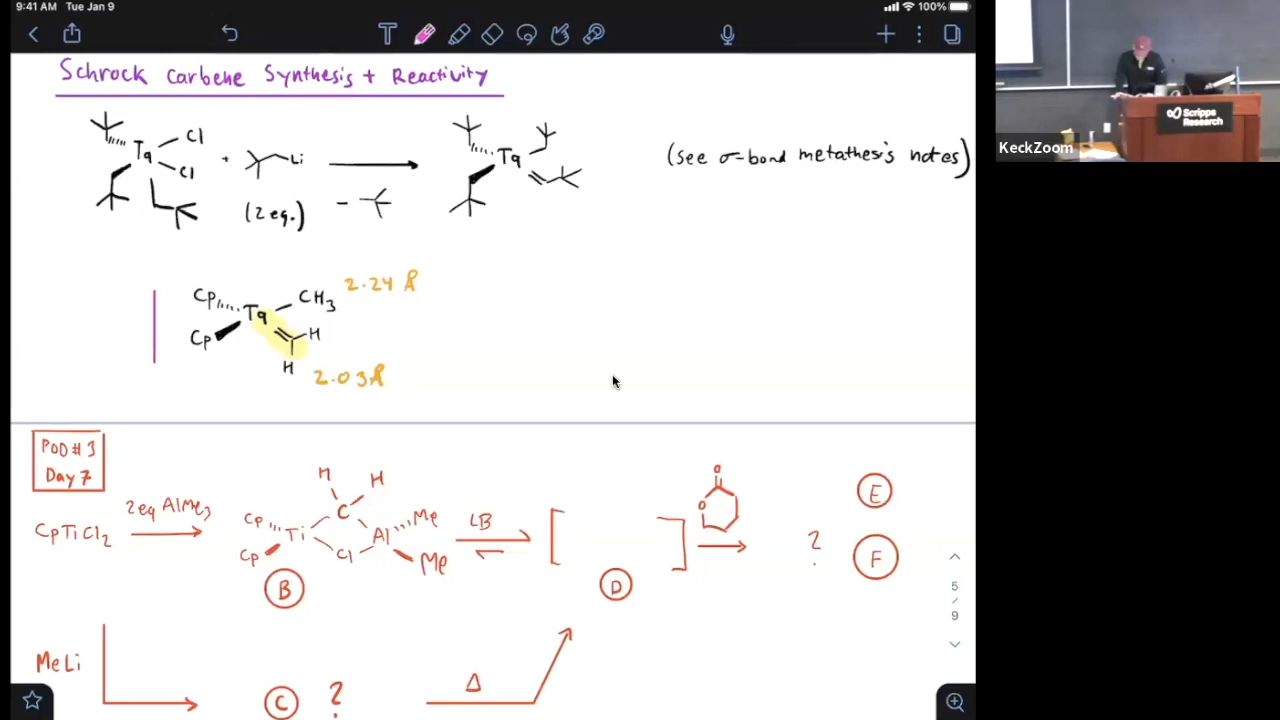 9:41 AM Tue Jan 9
100%
Schrock Carbene Synthesis + Reactivity
Ta
Cl
Cl
+
Li
(2 eq.)
-
Ta
(see σ-bond metathesis notes)
Cp
Cp
Ta
CH3
2.24 Å
H
H
2.03 Å
POD #3
Day 7
CpTiCl2
2eq AlMe3
H
H
C
Cp
Cp
Ti
Cl
Al
Me
Me
B
LB
[ ]
D
O
O
?
E
F
MeLi
C
?
Δ
5
/
9
Scripps
Research
KeckZoom